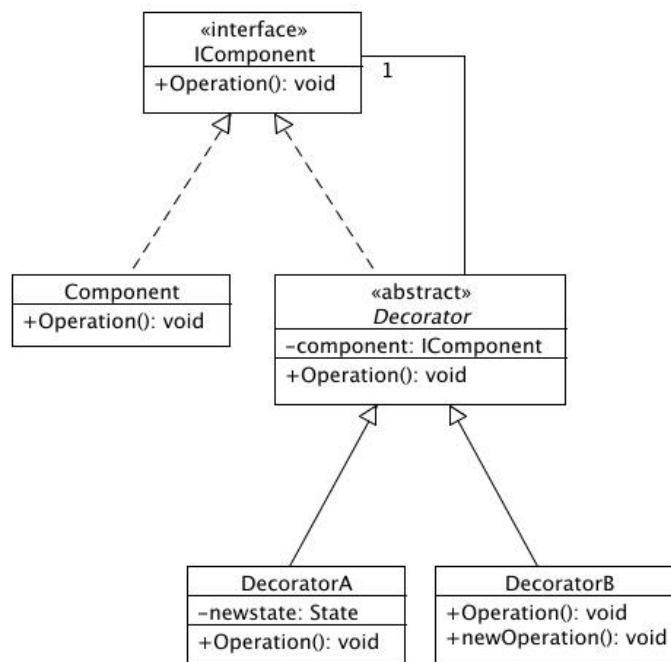 «interface»
IComponent
+Operation(): void
1
Component
+Operation(): void
«abstract»
Decorator
-component: IComponent
+Operation(): void
DecoratorA
-newstate: State
+Operation(): void
DecoratorB
+Operation(): void
+newOperation(): void